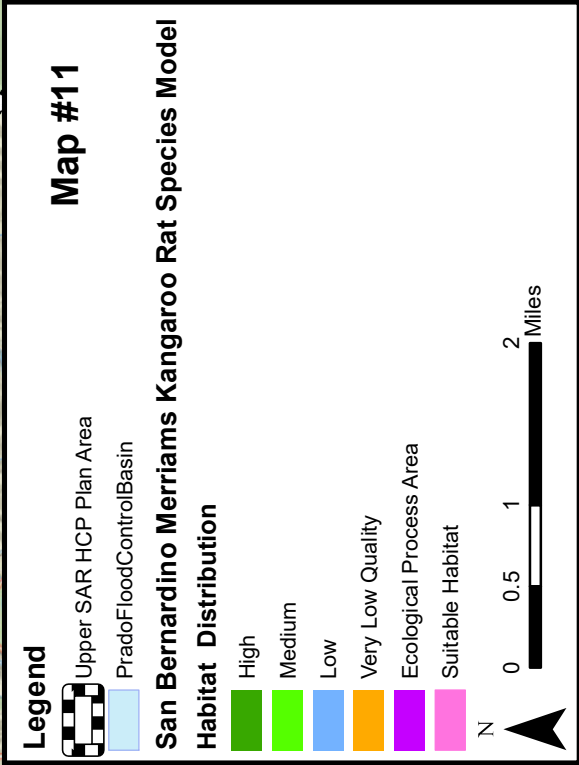 Legend
Map #11
Upper SAR HCP Plan Area
PradoFloodControlBasin
San Bernardino Merriams Kangaroo Rat Species Model
Habitat Distribution
High
Medium
Low
Very Low Quality
Ecological Process Area
Suitable Habitat
N
0 0.5 1 2
Miles